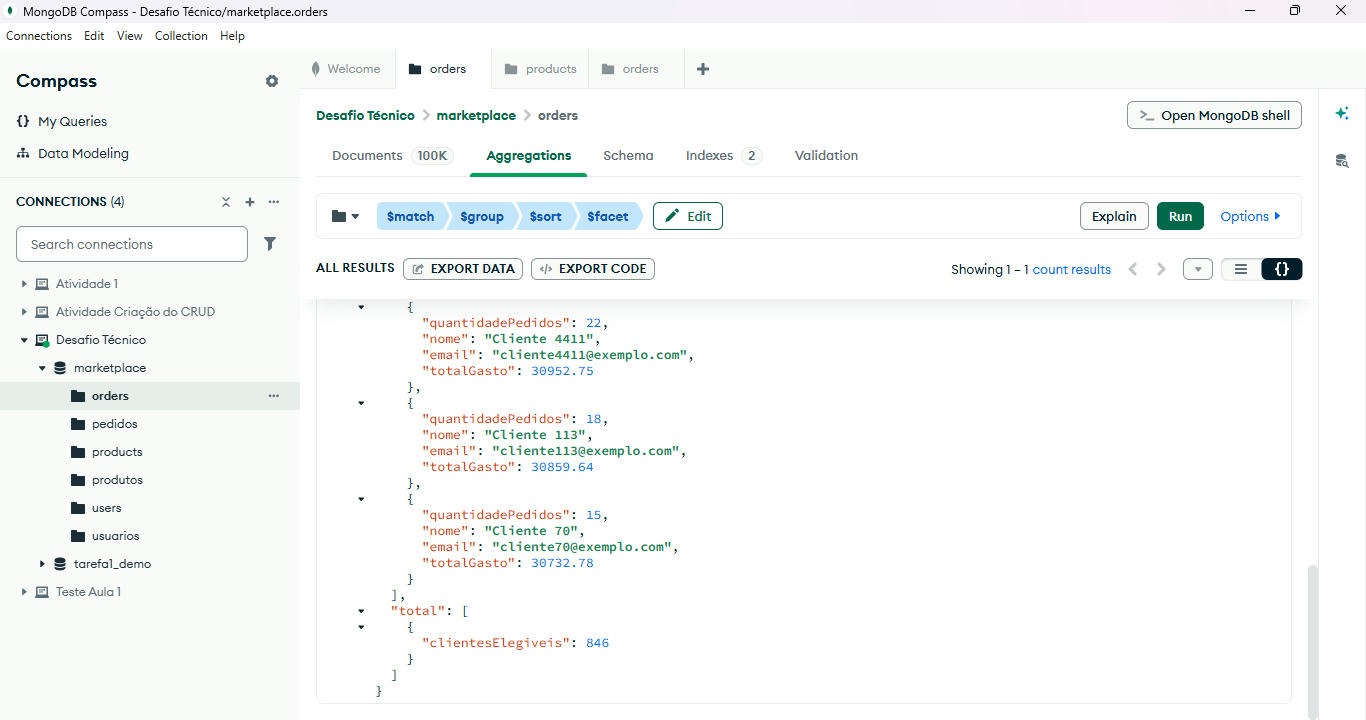 MongoDB Compass - Desafio Técnico/marketplace.orders
Connections Edit View Collection Help
Compass
{} My Queries
Data Modeling
CONNECTIONS (4)
Search connections
Atividade 1
Atividade Criação do CRUD
Desafio Técnico
marketplace
orders
pedidos
products
produtos
users
usuarios
tarefa1_demo
Teste Aula 1
Welcome orders products orders
Desafio Técnico > marketplace > orders
>_ Open MongoDB shell
Documents 100K Aggregations Schema Indexes 2 Validation
$match $group $sort $facet Edit Explain Run Options
ALL RESULTS EXPORT DATA </> EXPORT CODE Showing 1 – 1 count results {}
{
"quantidadePedidos": 22,
"nome": "Cliente 4411",
"email": "cliente4411@exemplo.com",
"totalGasto": 30952.75
},
{
"quantidadePedidos": 18,
"nome": "Cliente 113",
"email": "cliente113@exemplo.com",
"totalGasto": 30859.64
},
{
"quantidadePedidos": 15,
"nome": "Cliente 70",
"email": "cliente70@exemplo.com",
"totalGasto": 30732.78
}
],
"total": [
{
"clientesElegiveis": 846
}
]
}